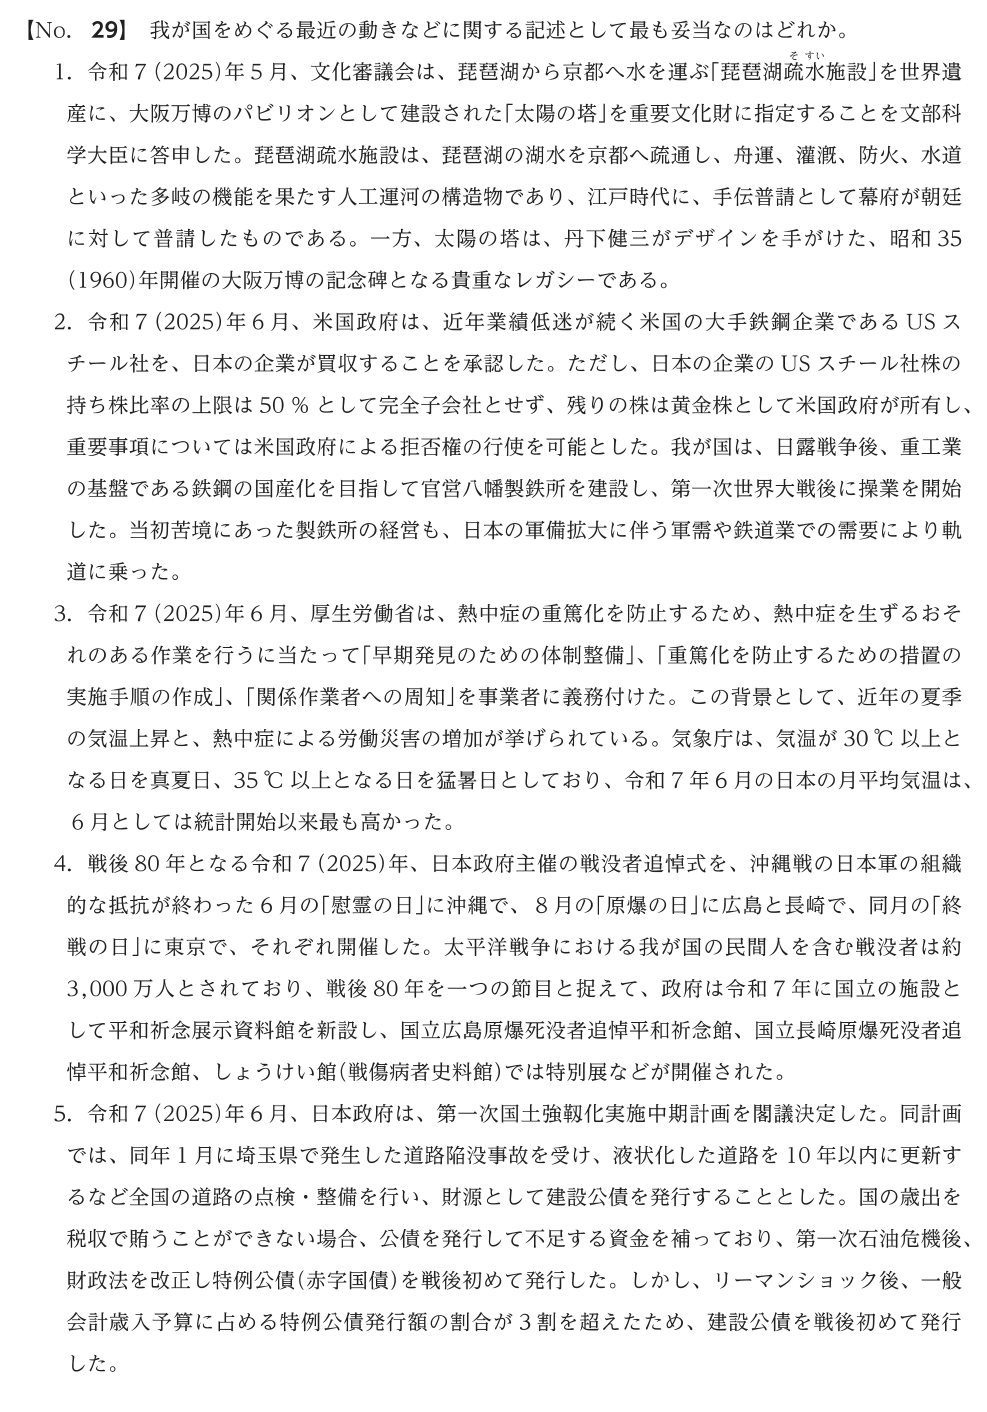 【No. 29】 我が国をめぐる最近の動きなどに関する記述として最も妥当なのはどれか。
1. 令和7(2025)年5月、文化審議会は、琵琶湖から京都へ水を運ぶ「琵琶湖疏水施設」を世界遺
そ すい
産に、大阪万博のパビリオンとして建設された「太陽の塔」を重要文化財に指定することを文部科
学大臣に答申した。琵琶湖疏水施設は、琵琶湖の湖水を京都へ疏通し、舟運、灌漑、防火、水道
といった多岐の機能を果たす人工運河の構造物であり、江戸時代に、手伝普請として幕府が朝廷
に対して普請したものである。一方、太陽の塔は、丹下健三がデザインを手がけた、昭和35
(1960)年開催の大阪万博の記念碑となる貴重なレガシーである。
2. 令和7(2025)年6月、米国政府は、近年業績低迷が続く米国の大手鉄鋼企業であるUSス
チール社を、日本の企業が買収することを承認した。ただし、日本の企業のUSスチール社株の
持ち株比率の上限は50%として完全子会社とせず、残りの株は黄金株として米国政府が所有し、
重要事項については米国政府による拒否権の行使を可能とした。我が国は、日露戦争後、重工業
の基盤である鉄鋼の国産化を目指して官営八幡製鉄所を建設し、第一次世界大戦後に操業を開始
した。当初苦境にあった製鉄所の経営も、日本の軍備拡大に伴う軍需や鉄道業での需要により軌
道に乗った。
3. 令和7(2025)年6月、厚生労働省は、熱中症の重篤化を防止するため、熱中症を生ずるおそ
れのある作業を行うに当たって「早期発見のための体制整備」、「重篤化を防止するための措置の
実施手順の作成」、「関係作業者への周知」を事業者に義務付けた。この背景として、近年の夏季
の気温上昇と、熱中症による労働災害の増加が挙げられている。気象庁は、気温が30℃以上と
なる日を真夏日、35℃以上となる日を猛暑日としており、令和7年6月の日本の月平均気温は、
6月としては統計開始以来最も高かった。
4. 戦後80年となる令和7(2025)年、日本政府主催の戦没者追悼式を、沖縄戦の日本軍の組織
的な抵抗が終わった6月の「慰霊の日」に沖縄で、8月の「原爆の日」に広島と長崎で、同月の「終
戦の日」に東京で、それぞれ開催した。太平洋戦争における我が国の民間人を含む戦没者は約
3,000万人とされており、戦後80年を一つの節目と捉えて、政府は令和7年に国立の施設と
して平和祈念展示資料館を新設し、国立広島原爆死没者追悼平和祈念館、国立長崎原爆死没者追
悼平和祈念館、しょうけい館(戦傷病者史料館)では特別展などが開催された。
5. 令和7(2025)年6月、日本政府は、第一次国土強靱化実施中期計画を閣議決定した。同計画
では、同年1月に埼玉県で発生した道路陥没事故を受け、液状化した道路を10年以内に更新す
るなど全国の道路の点検・整備を行い、財源として建設公債を発行することとした。国の歳出を
税収で賄うことができない場合、公債を発行して不足する資金を補っており、第一次石油危機後、
財政法を改正し特例公債(赤字国債)を戦後初めて発行した。しかし、リーマンショック後、一般
会計歳入予算に占める特例公債発行額の割合が3割を超えたため、建設公債を戦後初めて発行
した。